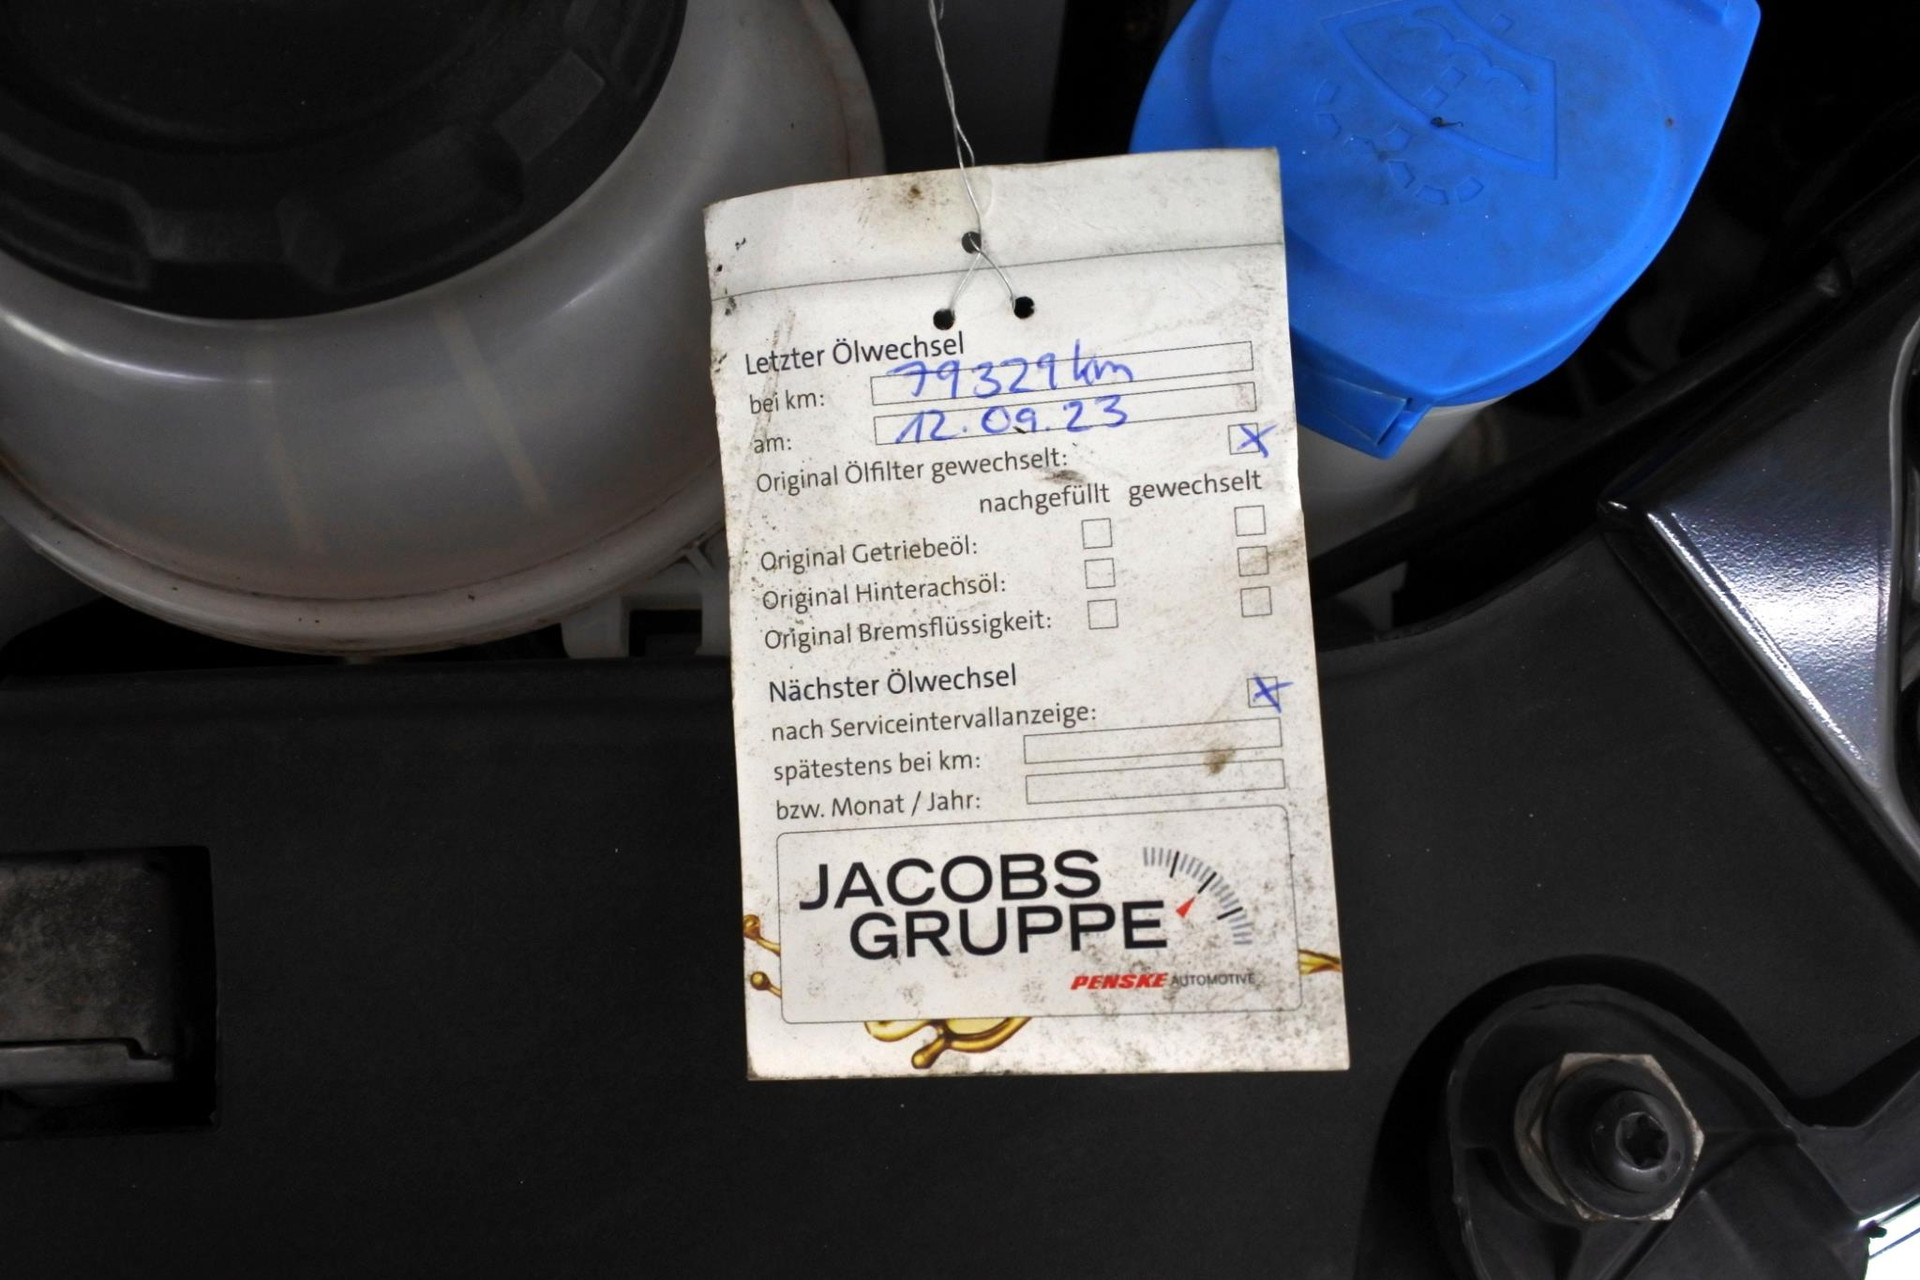 Letzter Ölwechsel
bei km: 79329 km
am: 12.09.23
Original Ölfilter gewechselt: X
nachgefüllt gewechselt
Original Getriebeöl:
Original Hinterachsöl:
Original Bremsflüssigkeit:
Nächster Ölwechsel
nach Serviceintervallanzeige: X
spätestens bei km:
bzw. Monat / Jahr:
JACOBS
GRUPPE
PENSKE AUTOMOTIVE